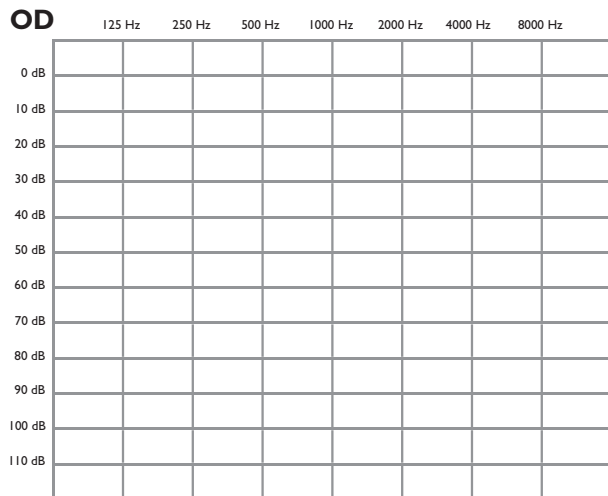 OD
125 Hz 250 Hz 500 Hz 1000 Hz 2000 Hz 4000 Hz 8000 Hz
0 dB
10 dB
20 dB
30 dB
40 dB
50 dB
60 dB
70 dB
80 dB
90 dB
100 dB
110 dB